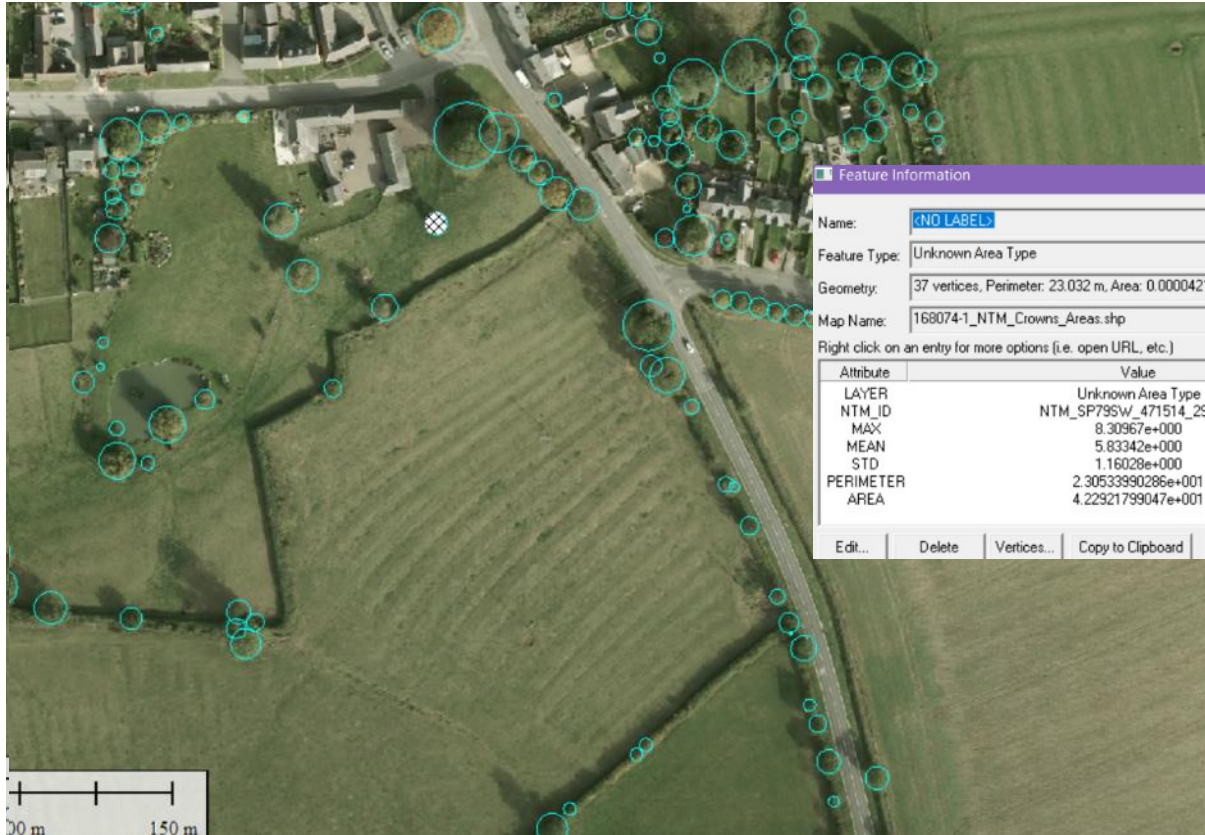 Feature Information
Name: <NO LABEL>
Feature Type: Unknown Area Type
Geometry: 37 vertices, Perimeter: 23.032 m, Area: 0.0000421
Map Name: 168074-1_NTM_Crowns_Areas.shp
Right click on an entry for more options (i.e. open URL, etc.)
Attribute Value
LAYER Unknown Area Type
NTM_ID NTM_SP79SW_471514_29
MAX 8.30967e+000
MEAN 5.83342e+000
STD 1.16028e+000
PERIMETER 2.30533990286e+001
AREA 4.22921799047e+001
Edit... Delete Vertices... Copy to Clipboard
00 m 150 m